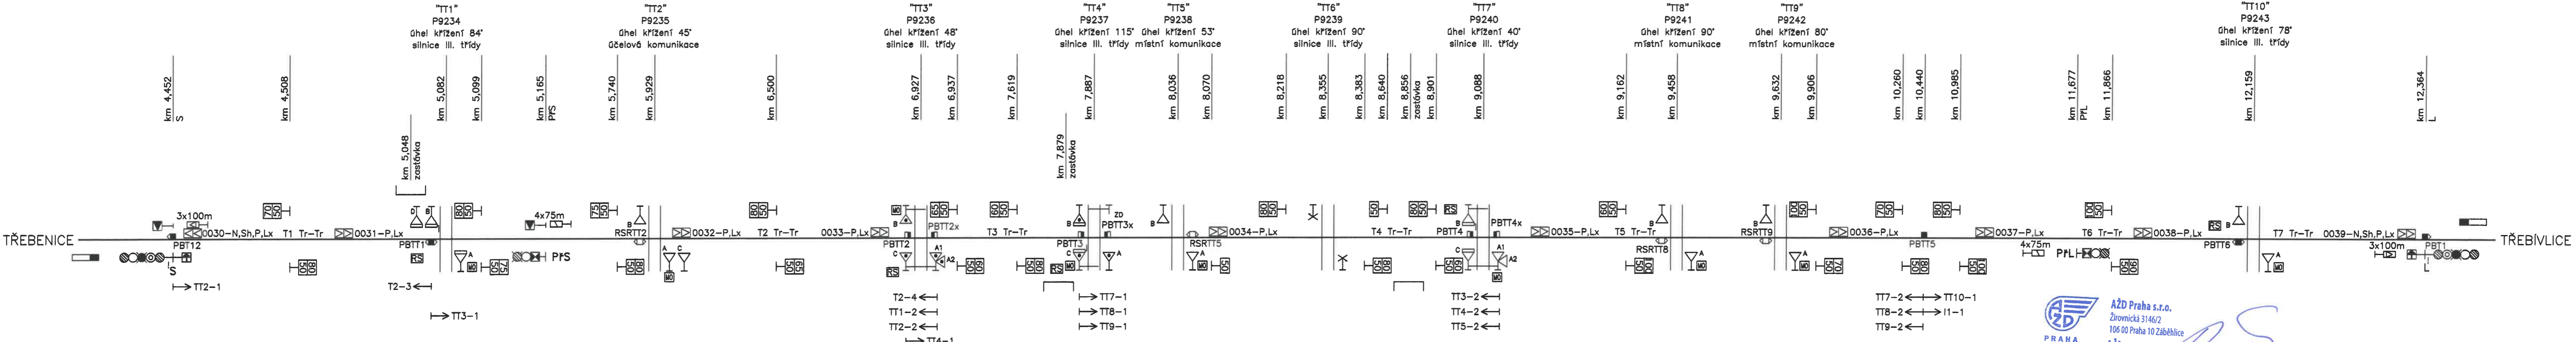 "TT1"
P9234
úhel křížení 84°
silnice III. třídy
"TT2"
P9235
úhel křížení 45°
účelová komunikace
"TT3"
P9236
úhel křížení 48°
silnice III. třídy
"TT4"
P9237
úhel křížení 115°
silnice III. třídy
"TT5"
P9238
úhel křížení 53°
místní komunikace
"TT6"
P9239
úhel křížení 90°
silnice III. třídy
"TT7"
P9240
úhel křížení 40°
silnice III. třídy
"TT8"
P9241
úhel křížení 90°
místní komunikace
"TT9"
P9242
úhel křížení 80°
místní komunikace
"TT10"
P9243
úhel křížení 78°
silnice III. třídy
km 4,452
S
km 4,508
km 5,048
zastávka
km 5,082
km 5,099
km 5,165
PřS
km 5,740
km 5,929
km 6,500
km 6,927
km 6,937
km 7,619
km 7,879
zastávka
km 7,887
km 8,036
km 8,070
km 8,218
km 8,355
km 8,383
km 8,640
km 8,856
zastávka
km 8,901
km 9,088
km 9,162
km 9,458
km 9,632
km 9,906
km 10,260
km 10,440
km 10,985
km 11,677
PřL
km 11,866
km 12,159
km 12,364
L
TŘEBENICE
3x100m
0030-N,Sh,P,Lx
PBT12
S
T1 Tr-Tr
0031-P,Lx
PBTT1
D B
A
4x75m
PřS
RSRTT2
B
A C
0032-P,Lx
T2 Tr-Tr
0033-P,Lx
PBTT2
B
C
PBTT2x
A1
A2
T3 Tr-Tr
PBTT3
B
C
ZD
PBTT3x
A
B
RSRTT5
A
0034-P,Lx
T4 Tr-Tr
PBTT4
B
C
PBTT4x
A1
A2
0035-P,Lx
T5 Tr-Tr
RSRTT8
B
A
RSRTT9
B
A
0036-P,Lx
PBTT5
0037-P,Lx
4x75m
PřL
T6 Tr-Tr
0038-P,Lx
PBTT6
B
A
T7 Tr-Tr
0039-N,Sh,P,Lx
3x100m
PBT1
L
TŘEBÍVLICE
TT2-1
T2-3
TT3-1
T2-4
TT1-2
TT2-2
TT4-1
TT7-1
TT8-1
TT9-1
TT3-2
TT4-2
TT5-2
TT7-2
TT8-2
TT9-2
TT10-1
I1-1
AŽD
PRAHA
AŽD Praha s.r.o.
Žirovnická 3146/2
106 00 Praha 10 Záběhlice